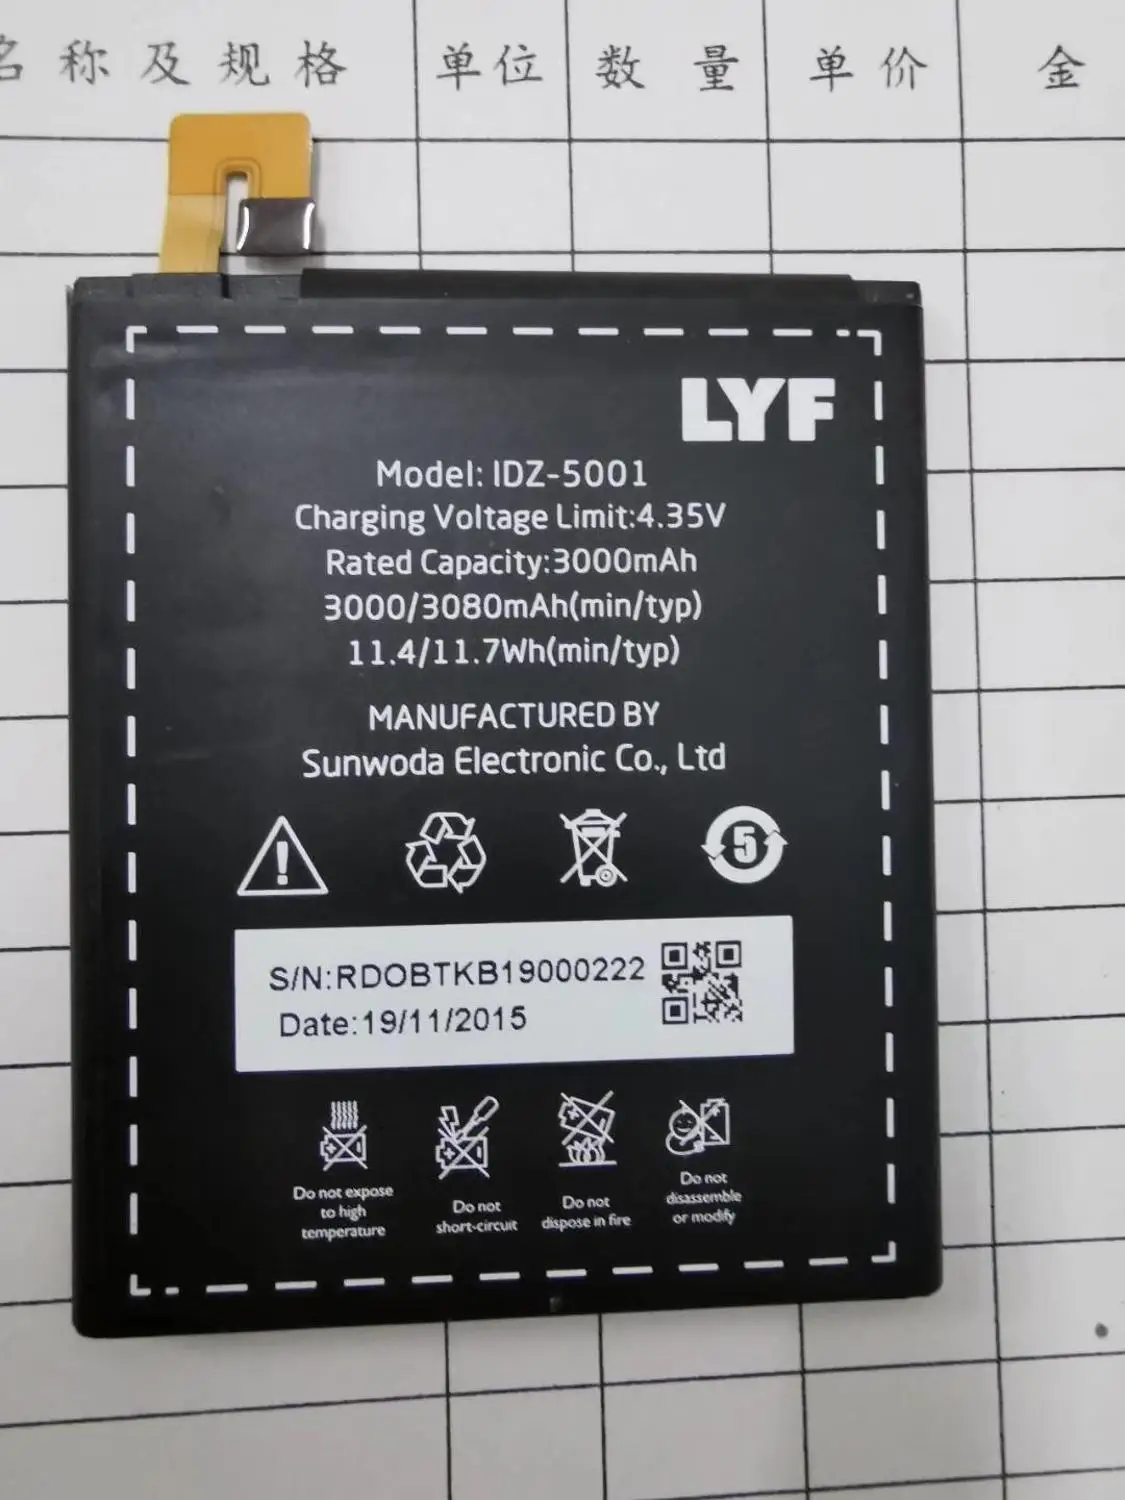 名称及规格 单位 数量 单价 金
LYF
Model: IDZ-5001
Charging Voltage Limit:4.35V
Rated Capacity:3000mAh
3000/3080mAh(min/typ)
11.4/11.7Wh(min/typ)
MANUFACTURED BY
Sunwoda Electronic Co., Ltd
5
S/N:RDOBTKB19000222
Date:19/11/2015
Do not expose
to high
temperature
Do not
short-circuit
Do not
dispose in fire
Do not
disassemble
or modify